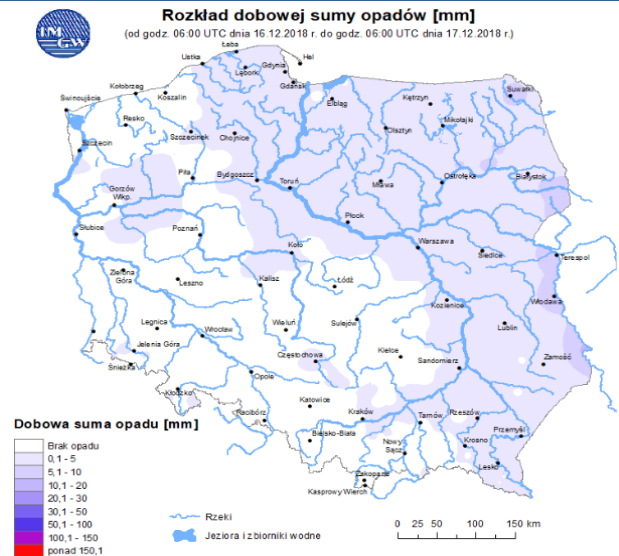 Rozkład dobowej sumy opadów [mm]
(od godz. 06:00 UTC dnia 16.12.2018 r. do godz. 06:00 UTC dnia 17.12.2018 r.)
IM
GW
Łeba
Ustka
Hel
Lębork
Gdynia
Gdańsk
Kołobrzeg
Koszalin
Elbląg
Kętrzyn
Suwałki
Świnoujście
Resko
Olsztyn
Mikołajki
Szczecin
Szczecinek
Chojnice
Piła
Bydgoszcz
Toruń
Mława
Ostrołęka
Białystok
Gorzów
Wlkp.
Płock
Słubice
Poznań
Koło
Warszawa
Siedlce
Terespol
Zielona
Góra
Leszno
Kalisz
Łódź
Kozienice
Włodawa
Legnica
Wrocław
Wieluń
Sulejów
Lublin
Jelenia Góra
Śnieżka
Częstochowa
Kielce
Sandomierz
Zamość
Kłodzko
Opole
Katowice
Racibórz
Kraków
Tarnów
Rzeszów
Przemyśl
Bielsko-Biała
Nowy
Sącz
Krosno
Lesko
Zakopane
Kasprowy Wierch
Dobowa suma opadu [mm]
Brak opadu
0,1 - 5
5,1 - 10
10,1 - 20
20,1 - 30
30,1 - 50
50,1 - 100
100,1 - 150
ponad 150,1
Rzeki
Jeziora i zbiorniki wodne
0 25 50 100 150 km